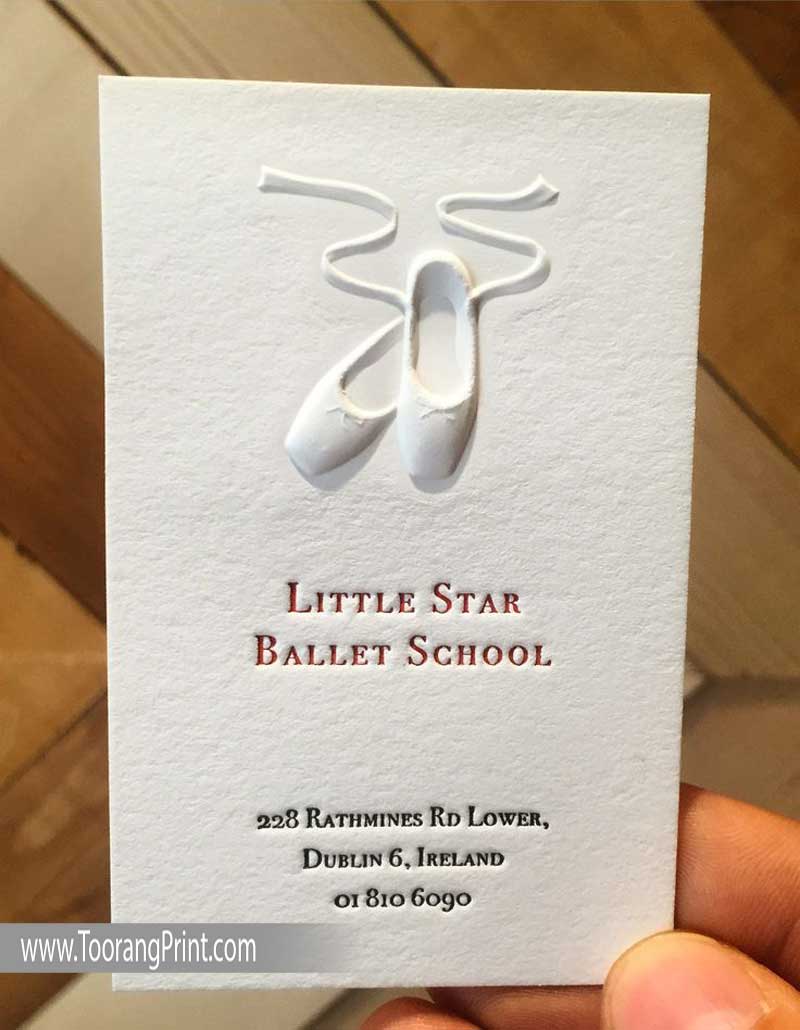 Little Star
Ballet School
228 Rathmines Rd Lower,
Dublin 6, Ireland
01 810 6090
www.ToorangPrint.com